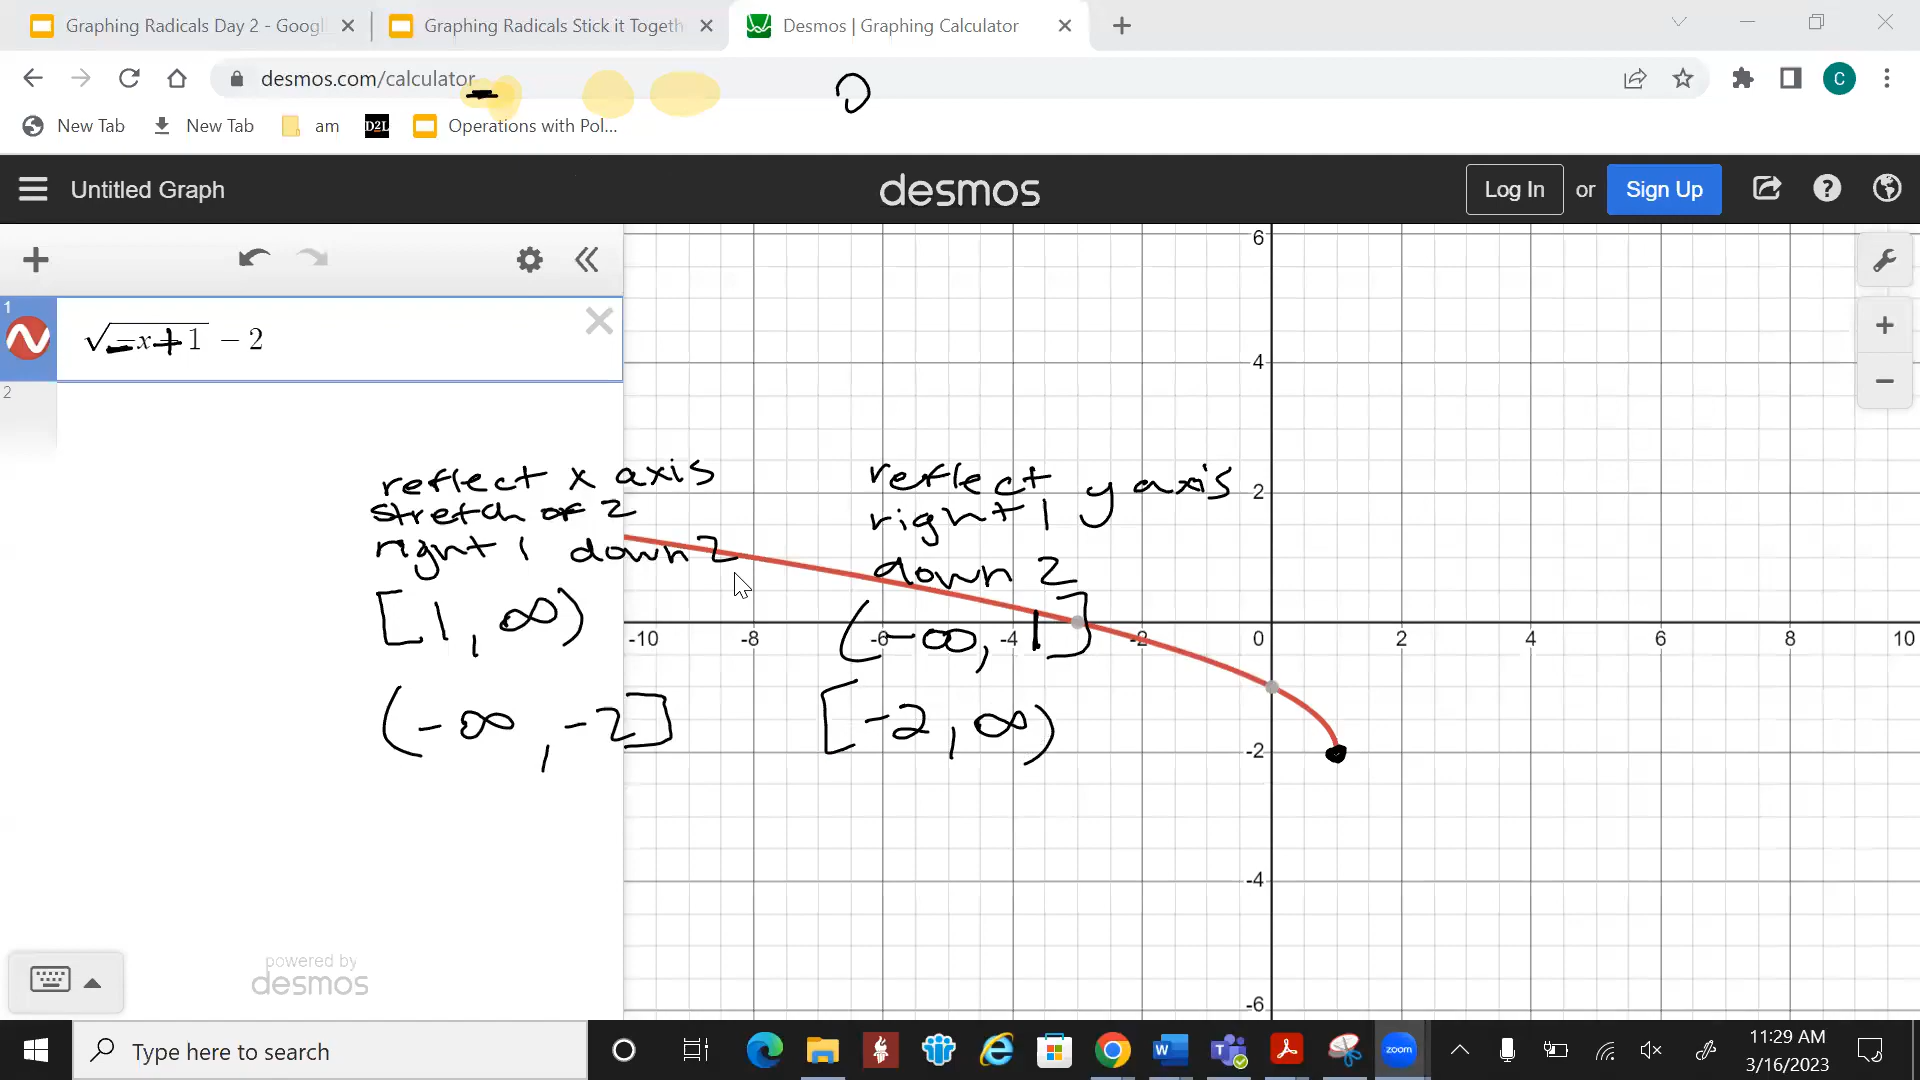 Graphing Radicals Day 2 - Googl
Graphing Radicals Stick it Togeth
Desmos | Graphing Calculator
desmos.com/calculator
C
New Tab
New Tab
am
D2L
Operations with Pol...
Untitled Graph
desmos
Log In or Sign Up
1
√-x+1 - 2
2
reflect x axis
stretch of 2
right 1 down 2
[1, ∞)
(-∞, -2]
reflect y axis
right 1
down 2
(-∞, 1]
[-2, ∞)
6
4
2
-10 -8 -6 -4 -2 0 2 4 6 8 10
-2
-4
-6
powered by
desmos
Type here to search
zoom
11:29 AM
3/16/2023